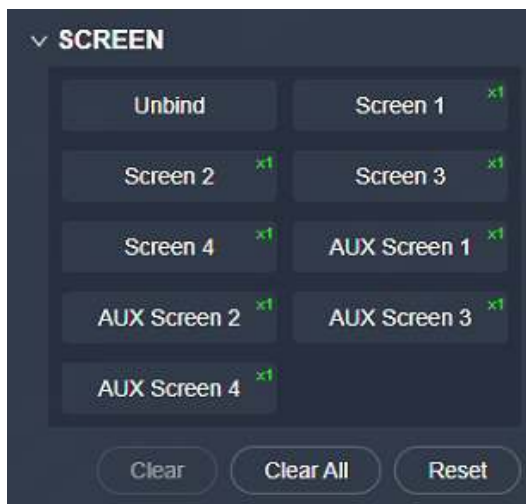 SCREEN
Unbind Screen 1 x1
Screen 2 x1 Screen 3 x1
Screen 4 x1 AUX Screen 1 x1
AUX Screen 2 x1 AUX Screen 3 x1
AUX Screen 4 x1
Clear Clear All Reset